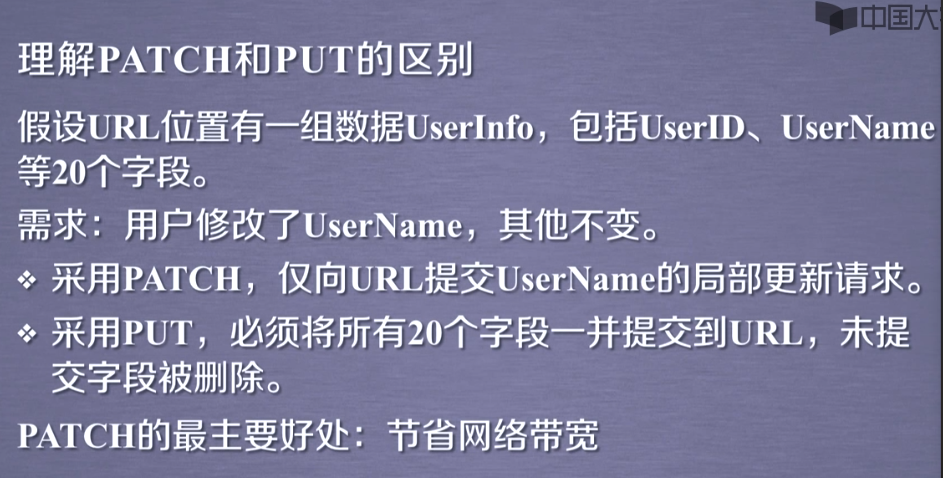 中国大
理解PATCH和PUT的区别
假设URL位置有一组数据UserInfo，包括UserID、UserName
等20个字段。
需求：用户修改了UserName，其他不变。
❖ 采用PATCH，仅向URL提交UserName的局部更新请求。
❖ 采用PUT，必须将所有20个字段一并提交到URL，未提
交字段被删除。
PATCH的最主要好处：节省网络带宽